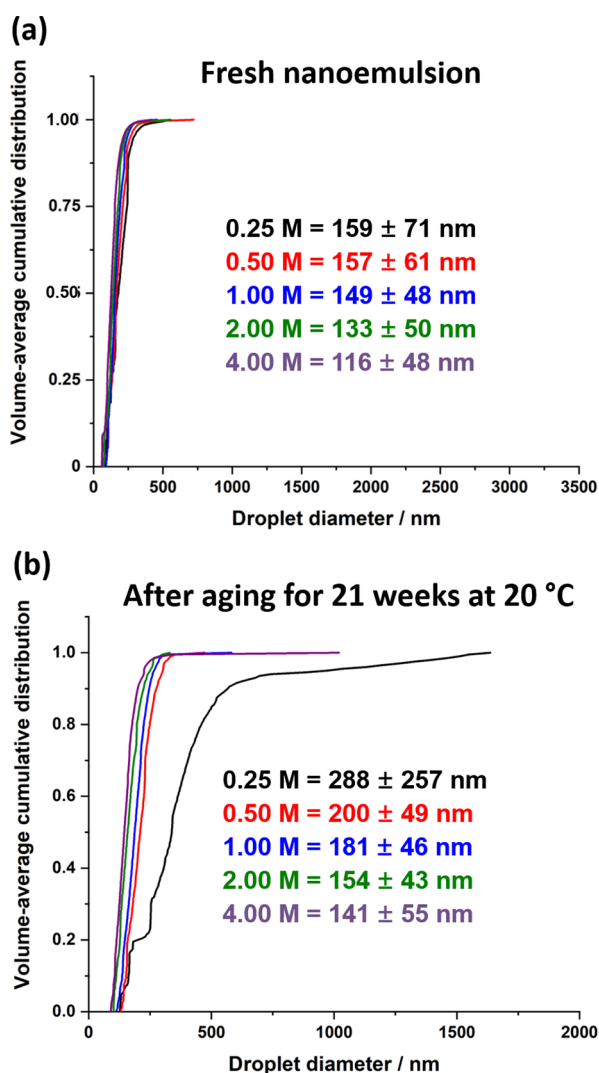 (a)
Fresh nanoemulsion
Volume-average cumulative distribution
1.00
0.75
0.50
0.25
0
0.25 M = 159 ± 71 nm
0.50 M = 157 ± 61 nm
1.00 M = 149 ± 48 nm
2.00 M = 133 ± 50 nm
4.00 M = 116 ± 48 nm
0 500 1000 1500 2000 2500 3000 3500
Droplet diameter / nm
(b)
After aging for 21 weeks at 20 °C
Volume-average cumulative distribution
1.0
0.8
0.6
0.4
0.2
0.0
0.25 M = 288 ± 257 nm
0.50 M = 200 ± 49 nm
1.00 M = 181 ± 46 nm
2.00 M = 154 ± 43 nm
4.00 M = 141 ± 55 nm
0 500 1000 1500 2000
Droplet diameter / nm